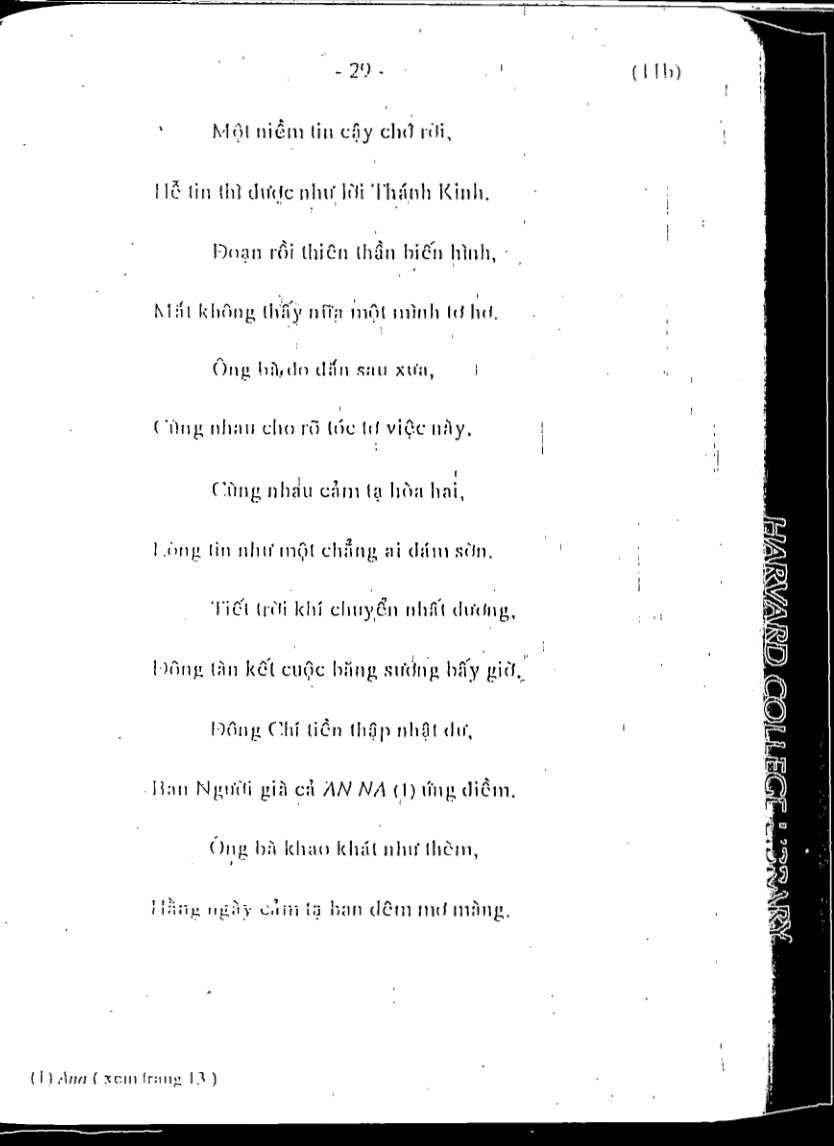 - 29 -
(11b)
Một niềm tin cậy chớ rời,
Hễ tin thì được như lời Thánh Kinh.
Đoạn rồi thiên thần biến hình,
Mắt không thấy nữa một mình tơ hơ.
Ông bà do dấn sau xưa,
Cùng nhau cho rõ tóc tơ việc này.
Cùng nhau cảm tạ hòa hai,
Lòng tin như một chẳng ai dám sờn.
Tiết trời khí chuyển nhất dương,
Đông tàn kết cuộc băng sương bấy giờ,
Đông Chí tiền thập nhật dư,
Ban Người già cả AN NA (1) ứng điềm.
Ông bà khao khát như thèm,
Hằng ngày cảm tạ ban đêm mơ màng.
(1) Ana ( xem trang 13 )
HARVARD COLLEGE LIBRARY